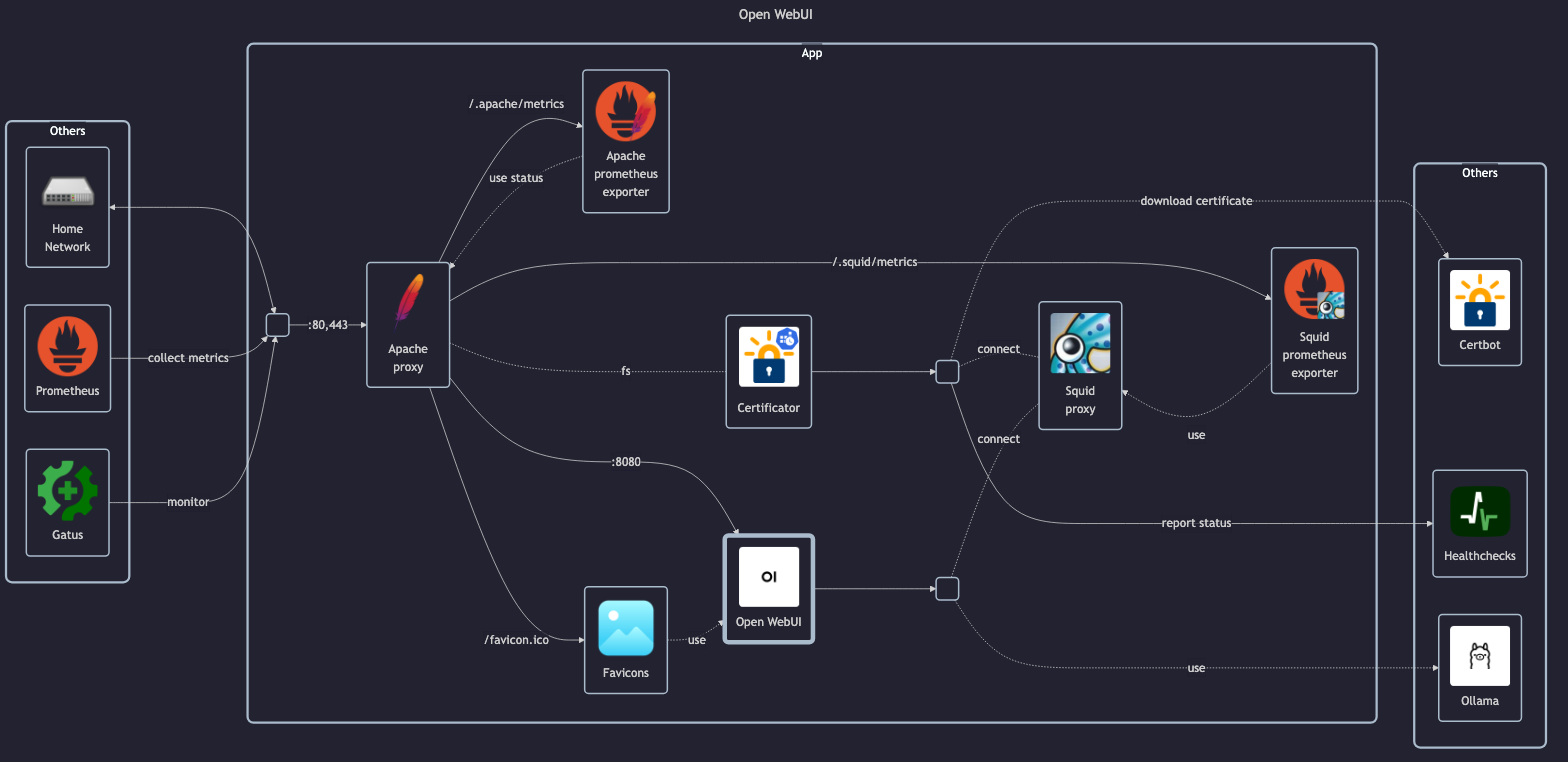 Open WebUI
App
Others
Home
Network
Prometheus
Gatus
collect metrics
monitor
:80,443
Apache
proxy
/.apache/metrics
use status
Apache
prometheus
exporter
/.squid/metrics
fs
:8080
/favicon.ico
Favicons
use
Certificator
OI
Open WebUI
connect
connect
Squid
proxy
use
Squid
prometheus
exporter
download certificate
report status
use
Others
Certbot
Healthchecks
Ollama